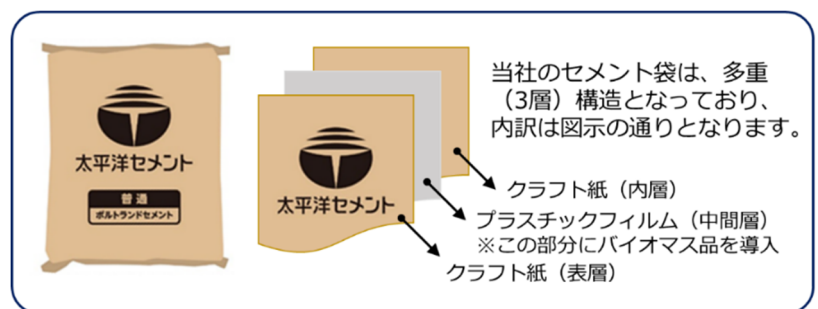 太平洋セメント
普通
ポルトランドセメント
太平洋セメント
当社のセメント袋は、多重
（3層）構造となっており、
内訳は図示の通りとなります。
クラフト紙（内層）
プラスチックフィルム（中間層）
※この部分にバイオマス品を導入
クラフト紙（表層）